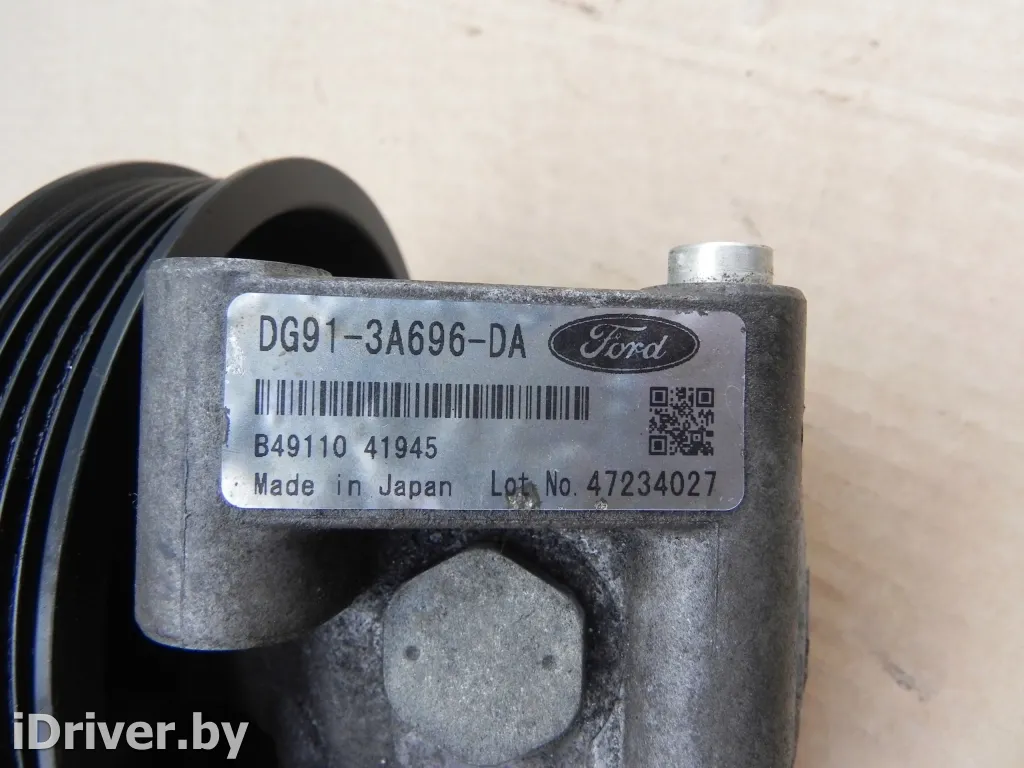 DG91-3A696-DA Ford
B49110 41945
Made in Japan Lot No. 47234027
iDriver.by